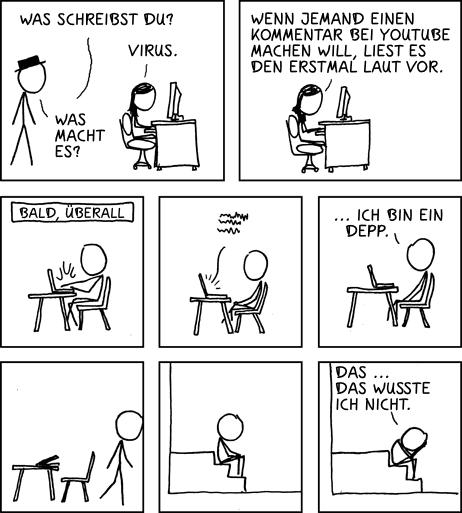 WAS SCHREIBST DU?
VIRUS.
WAS
MACHT
ES?
WENN JEMAND EINEN
KOMMENTAR BEI YOUTUBE
MACHEN WILL, LIEST ES
DEN ERSTMAL LAUT VOR.
BALD, ÜBERALL
... ICH BIN EIN
DEPP.
DAS ...
DAS WUSSTE
ICH NICHT.